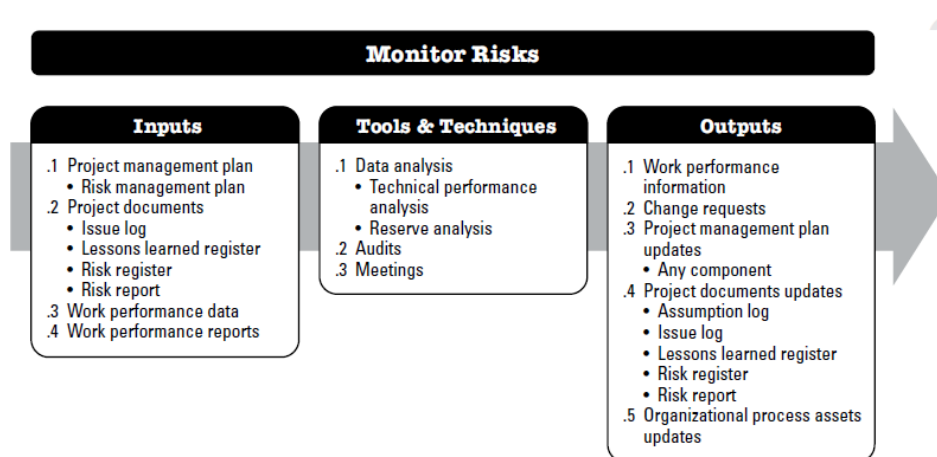 Monitor Risks
Inputs
.1 Project management plan
• Risk management plan
.2 Project documents
• Issue log
• Lessons learned register
• Risk register
• Risk report
.3 Work performance data
.4 Work performance reports
Tools & Techniques
.1 Data analysis
• Technical performance
analysis
• Reserve analysis
.2 Audits
.3 Meetings
Outputs
.1 Work performance
information
.2 Change requests
.3 Project management plan
updates
• Any component
.4 Project documents updates
• Assumption log
• Issue log
• Lessons learned register
• Risk register
• Risk report
.5 Organizational process assets
updates